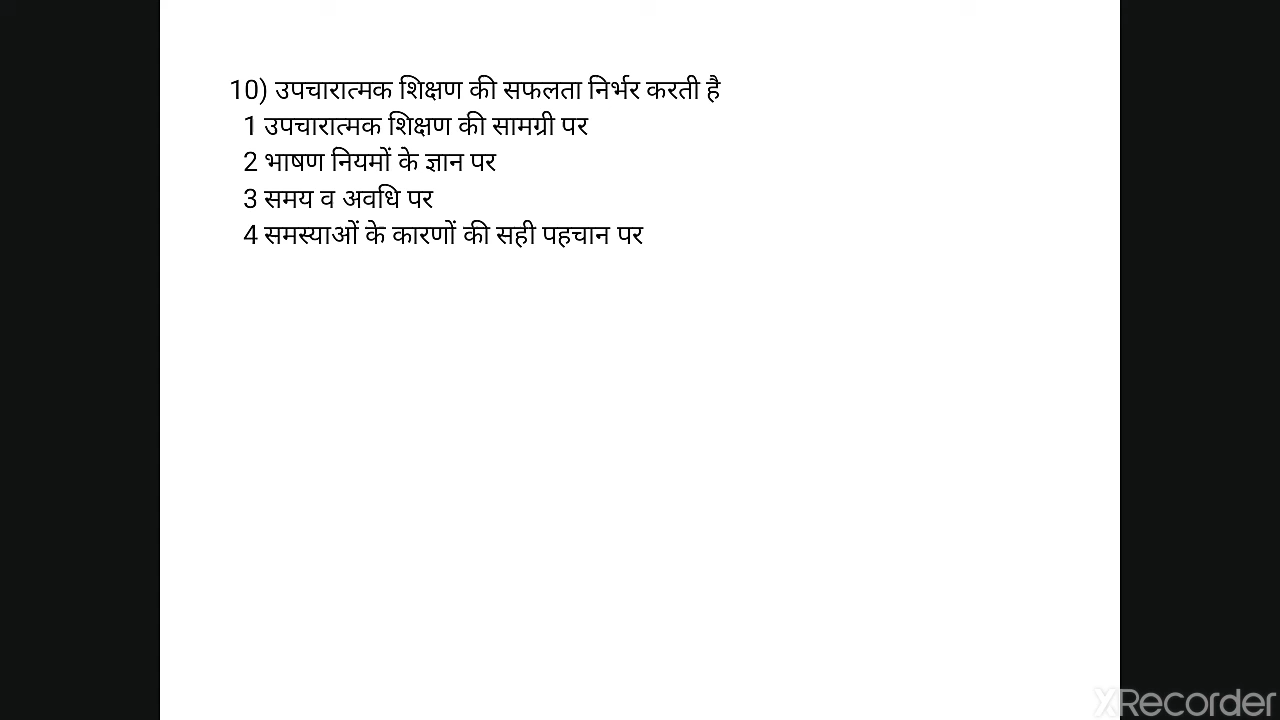 10) उपचारात्मक शिक्षण की सफलता निर्भर करती है
1 उपचारात्मक शिक्षण की सामग्री पर
2 भाषण नियमों के ज्ञान पर
3 समय व अवधि पर
4 समस्याओं के कारणों की सही पहचान पर
XRecorder